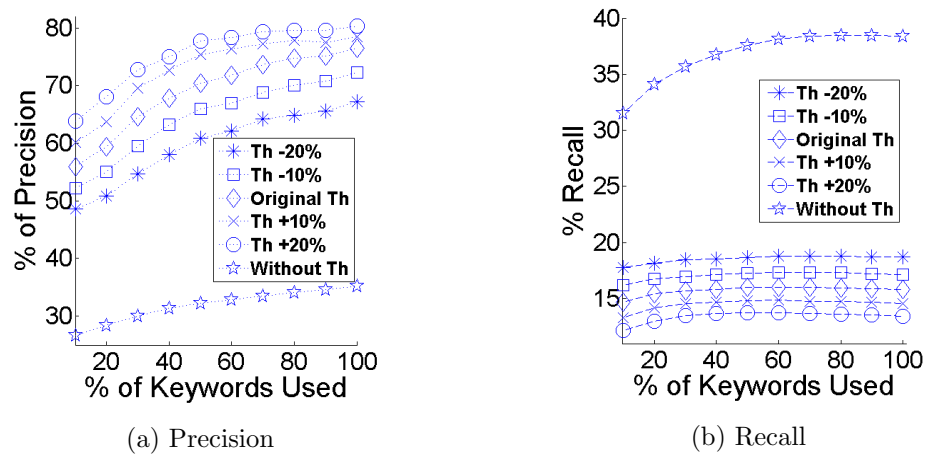 80
70
60
50
40
30
% of Precision
Th -20%
Th -10%
Original Th
Th +10%
Th +20%
Without Th
20 40 60 80 100
% of Keywords Used
(a) Precision
40
35
30
25
20
15
% Recall
Th -20%
Th -10%
Original Th
Th +10%
Th +20%
Without Th
20 40 60 80 100
% of Keywords Used
(b) Recall